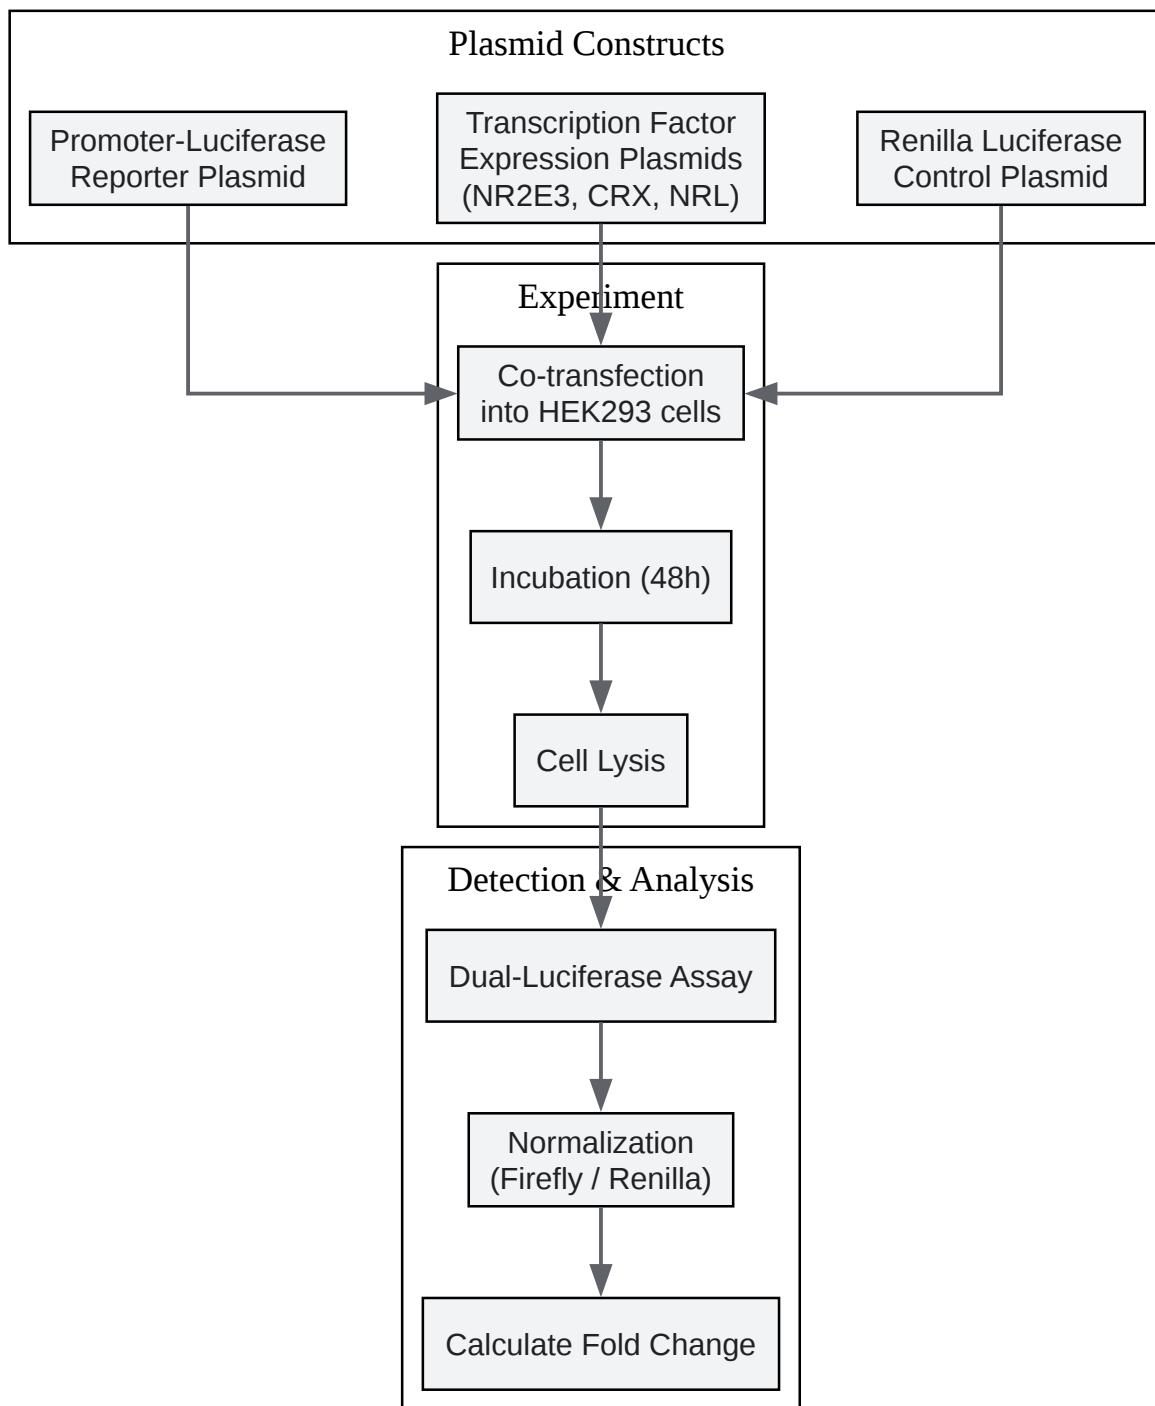 Plasmid Constructs
Promoter-Luciferase
Reporter Plasmid
Transcription Factor
Expression Plasmids
(NR2E3, CRX, NRL)
Renilla Luciferase
Control Plasmid
Experiment
Co-transfection
into HEK293 cells
Incubation (48h)
Cell Lysis
Detection & Analysis
Dual-Luciferase Assay
Normalization
(Firefly / Renilla)
Calculate Fold Change